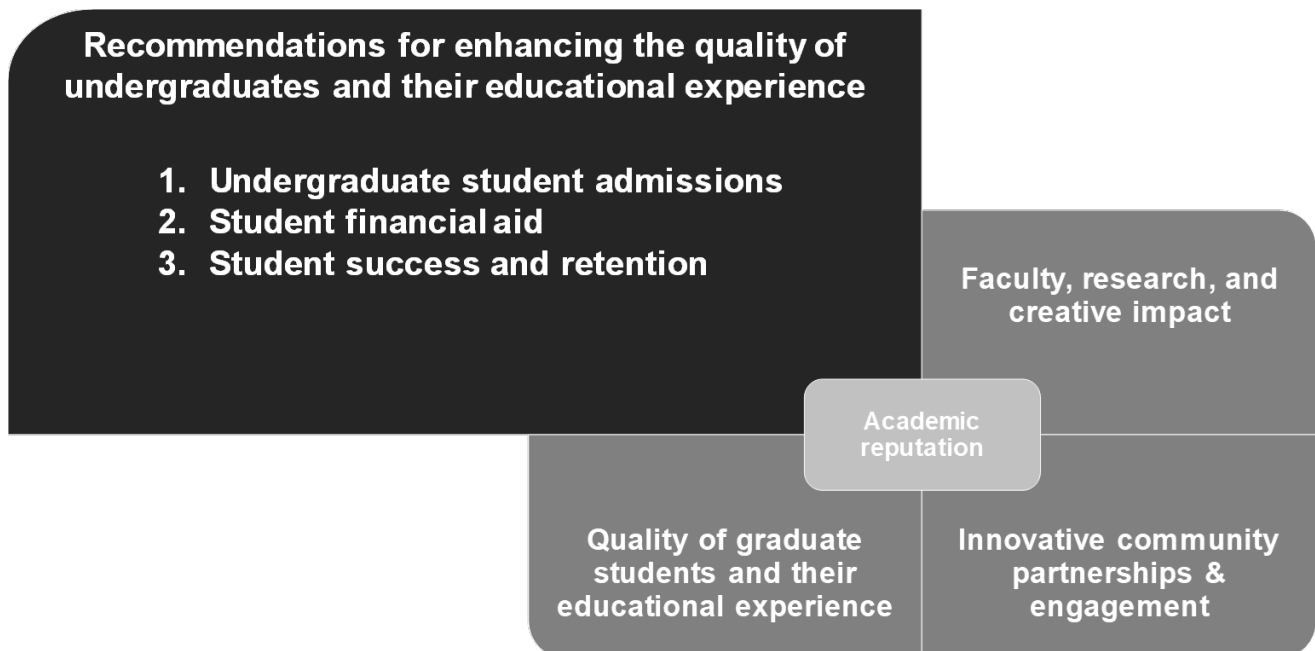 Recommendations for enhancing the quality of
undergraduates and their educational experience
1. Undergraduate student admissions
2. Student financial aid
3. Student success and retention
Faculty, research, and
creative impact
Academic
reputation
Quality of graduate
students and their
educational experience
Innovative community
partnerships &
engagement